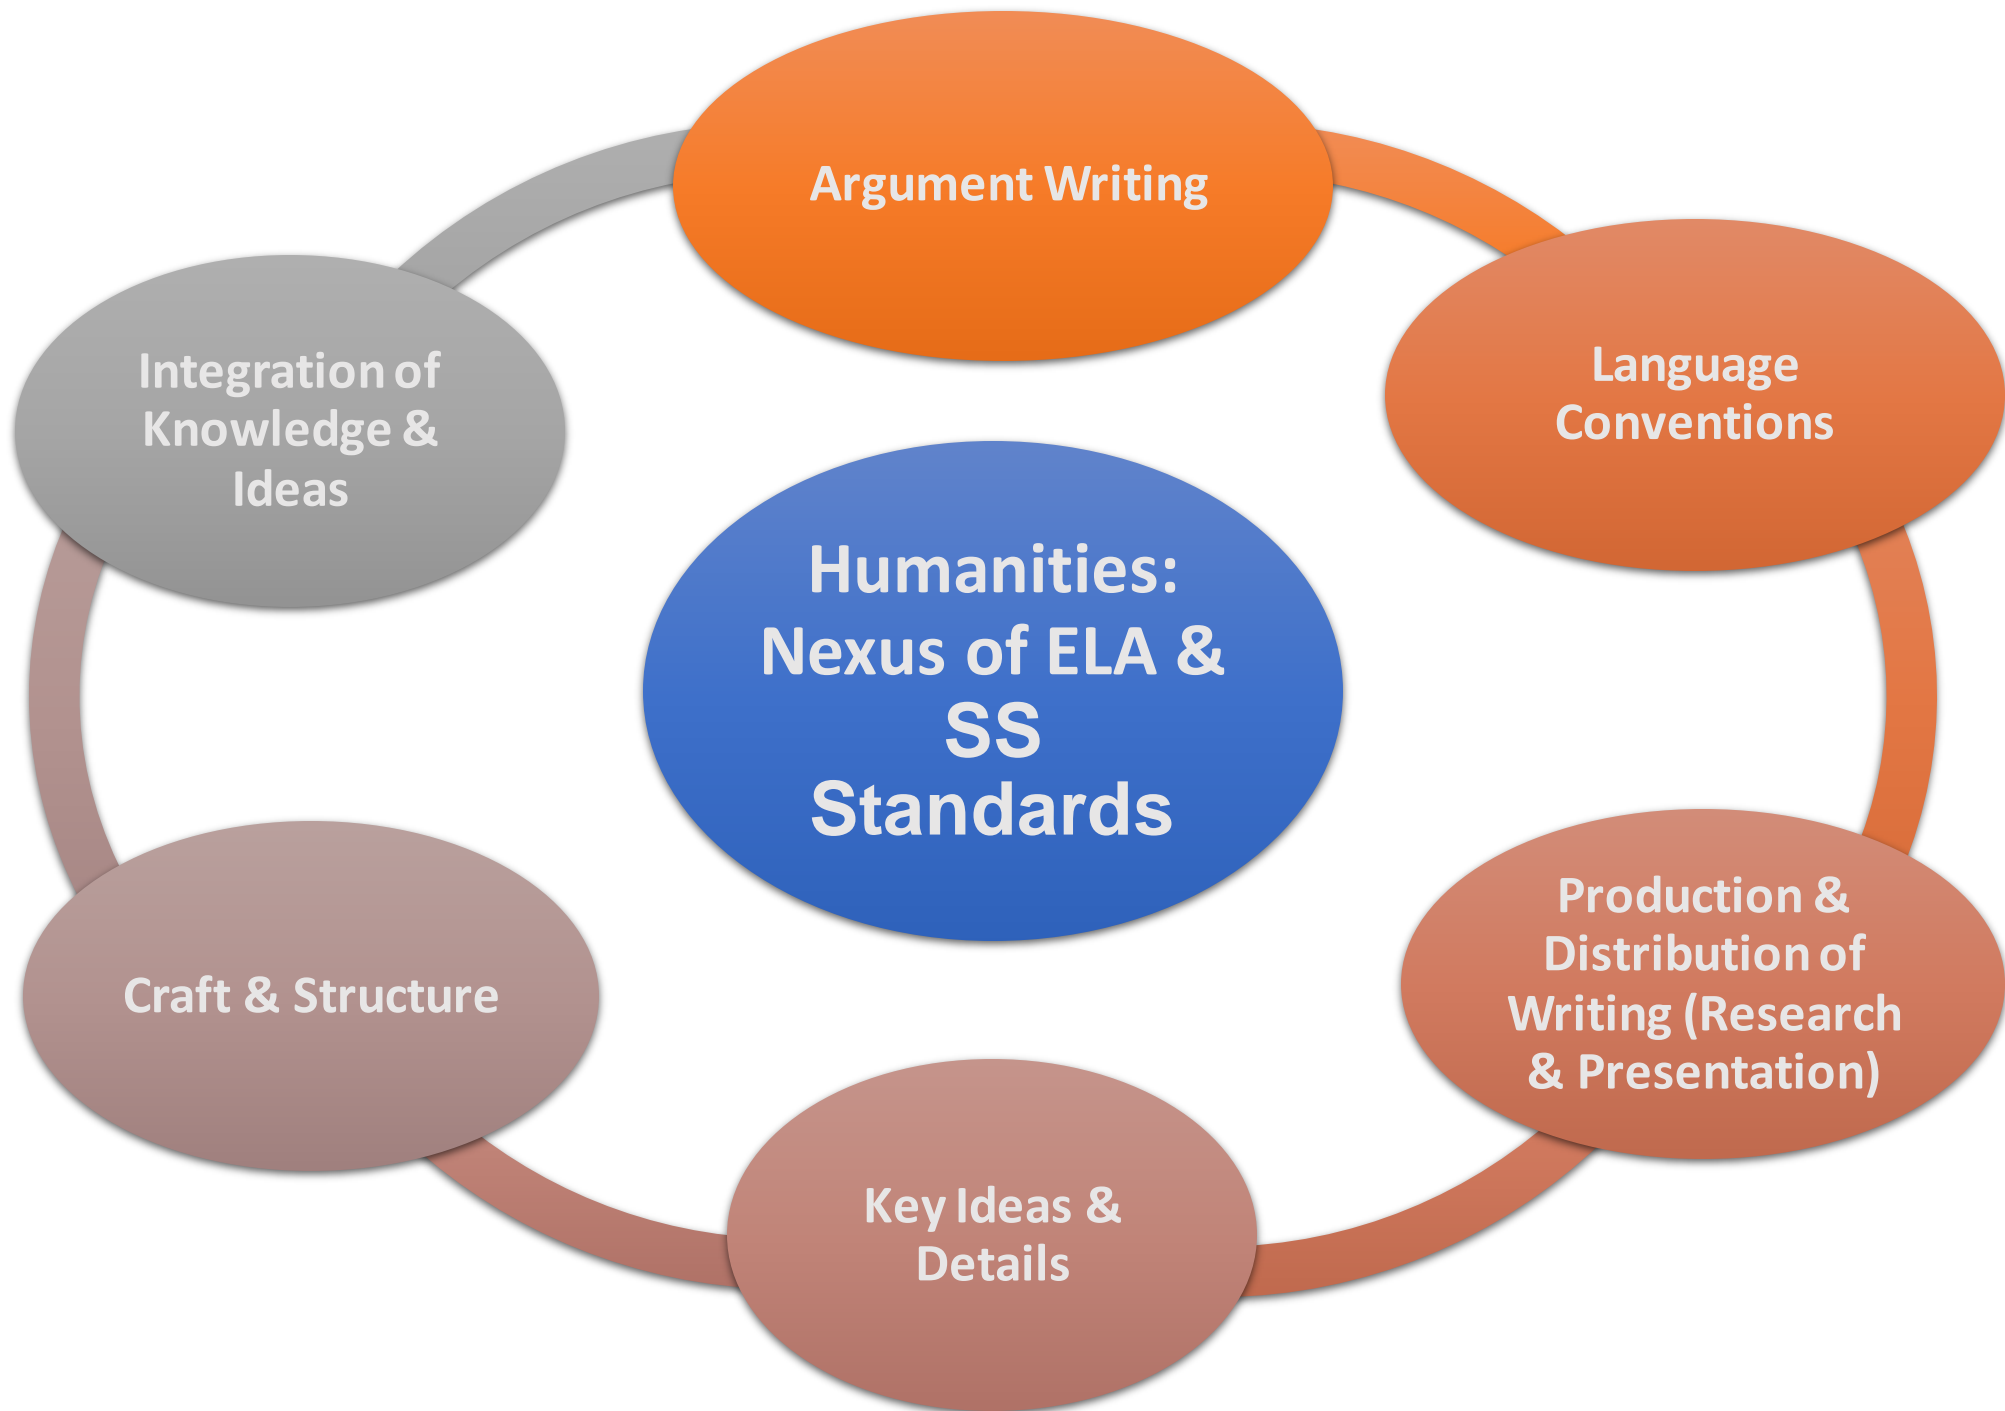 Argument Writing
Language
Conventions
Production &
Distribution of
Writing (Research
& Presentation)
Key Ideas &
Details
Craft & Structure
Integration of
Knowledge &
Ideas
Humanities:
Nexus of ELA &
SS
Standards